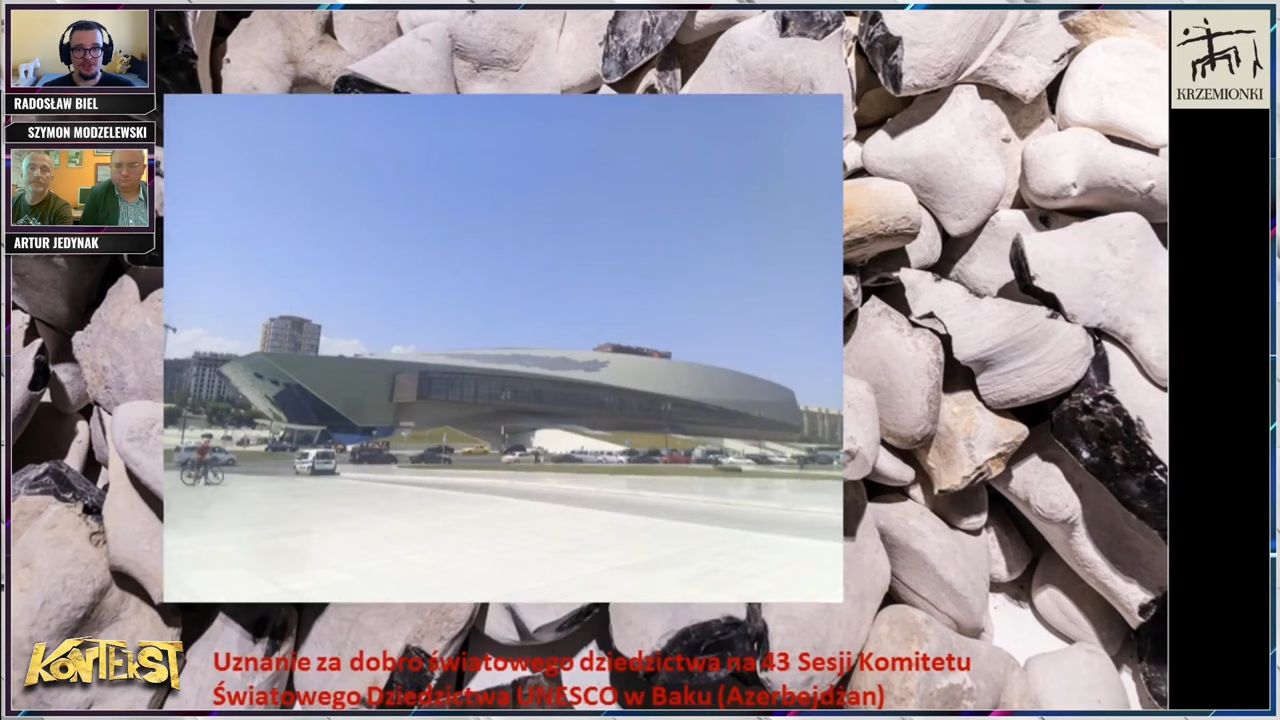 RADOSŁAW BIEL
SZYMON MODZELEWSKI
ARTUR JEDYNAK
KRZEMIONKI
KONTEKST
Uznanie za dobro światowego dziedzictwa na 43 Sesji Komitetu
Światowego Dziedzictwa UNESCO w Baku (Azerbejdżan)